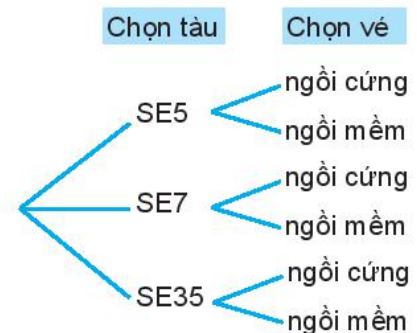 Chọn tàu Chọn vé
ngồi cứng
SE5
ngồi mềm
ngồi cứng
SE7
ngồi mềm
ngồi cứng
SE35
ngồi mềm